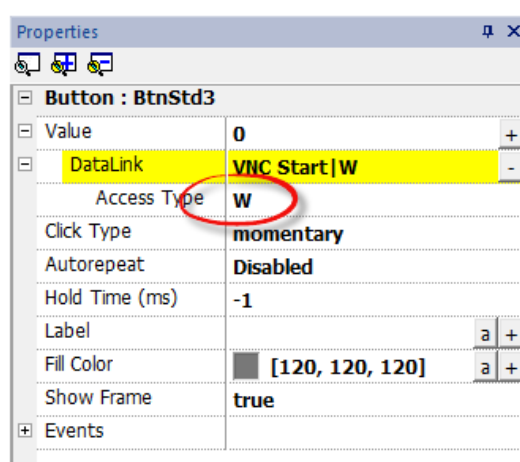 Properties
Button : BtnStd3
Value 0 +
DataLink VNC Start|W -
Access Type W
Click Type momentary
Autorepeat Disabled
Hold Time (ms) -1
Label a +
Fill Color [120, 120, 120] a +
Show Frame true
Events